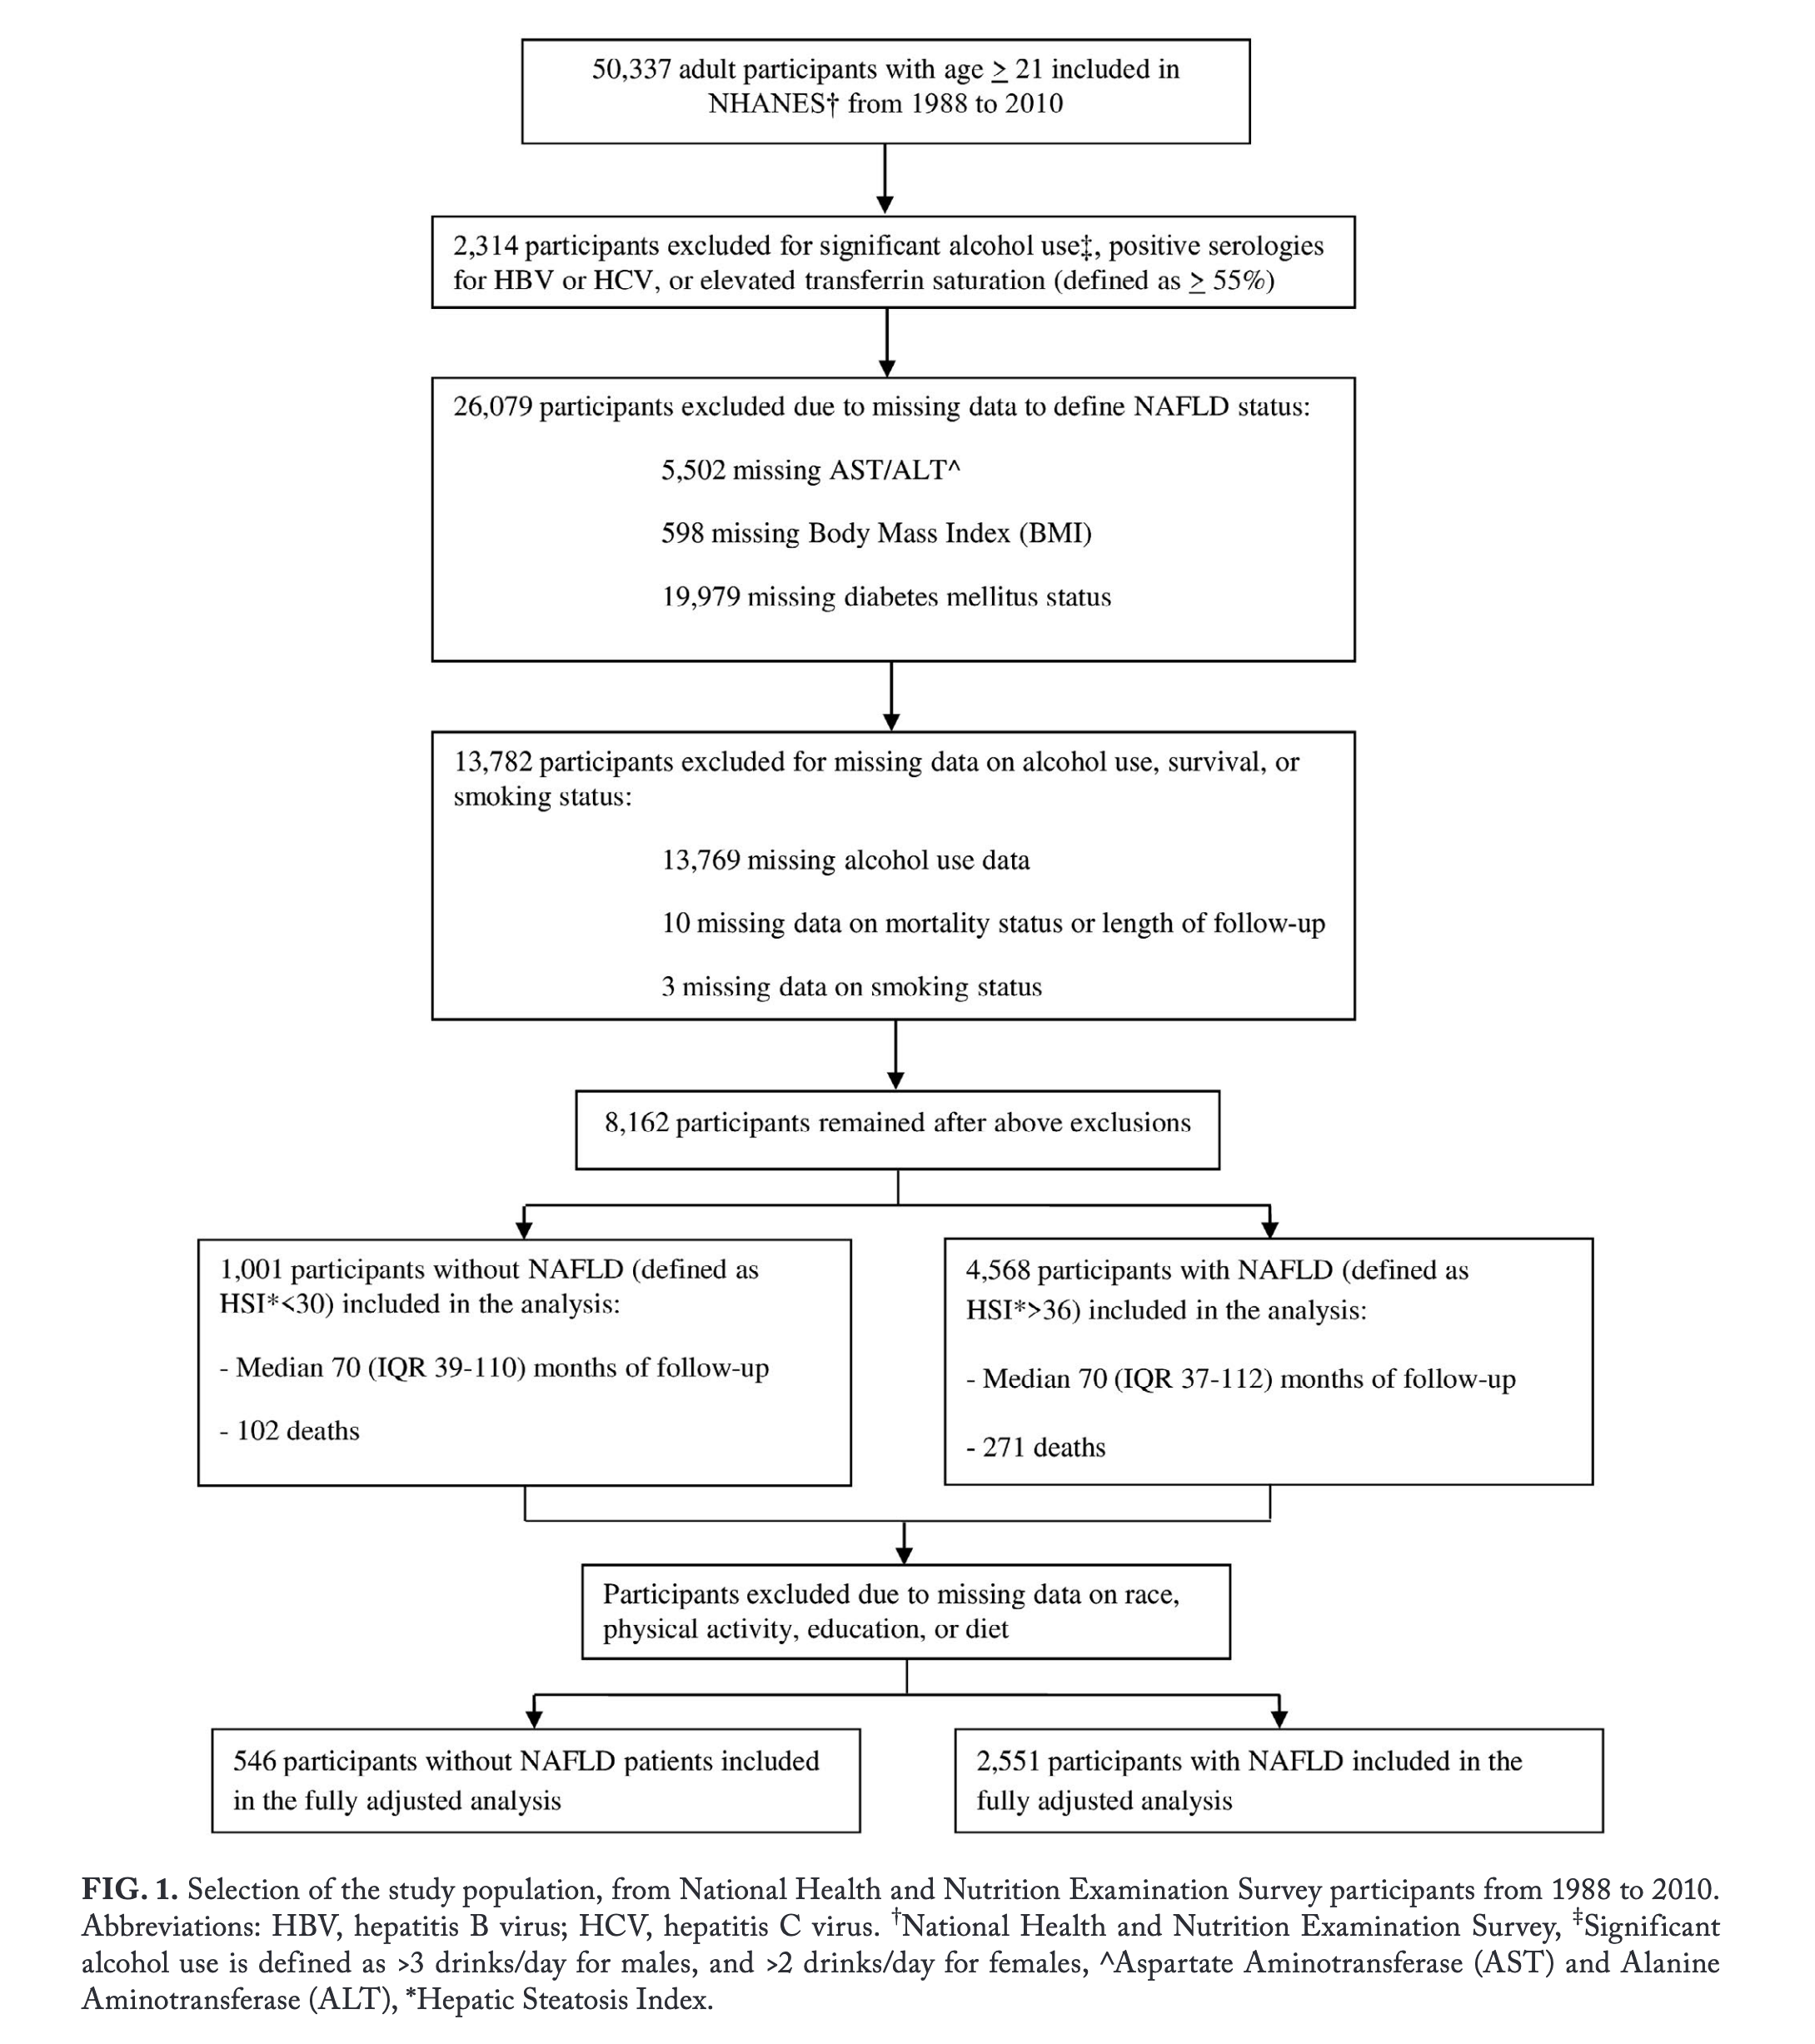 50,337 adult participants with age ≥ 21 included in
NHANES† from 1988 to 2010
2,314 participants excluded for significant alcohol use‡, positive serologies
for HBV or HCV, or elevated transferrin saturation (defined as ≥ 55%)
26,079 participants excluded due to missing data to define NAFLD status:
5,502 missing AST/ALT^
598 missing Body Mass Index (BMI)
19,979 missing diabetes mellitus status
13,782 participants excluded for missing data on alcohol use, survival, or
smoking status:
13,769 missing alcohol use data
10 missing data on mortality status or length of follow-up
3 missing data on smoking status
8,162 participants remained after above exclusions
1,001 participants without NAFLD (defined as
HSI*<30) included in the analysis:
- Median 70 (IQR 39-110) months of follow-up
- 102 deaths
4,568 participants with NAFLD (defined as
HSI*>36) included in the analysis:
- Median 70 (IQR 37-112) months of follow-up
- 271 deaths
Participants excluded due to missing data on race,
physical activity, education, or diet
546 participants without NAFLD patients included
in the fully adjusted analysis
2,551 participants with NAFLD included in the
fully adjusted analysis
FIG. 1. Selection of the study population, from National Health and Nutrition Examination Survey participants from 1988 to 2010.
Abbreviations: HBV, hepatitis B virus; HCV, hepatitis C virus. †National Health and Nutrition Examination Survey, ‡Significant
alcohol use is defined as >3 drinks/day for males, and >2 drinks/day for females, ^Aspartate Aminotransferase (AST) and Alanine
Aminotransferase (ALT), *Hepatic Steatosis Index.